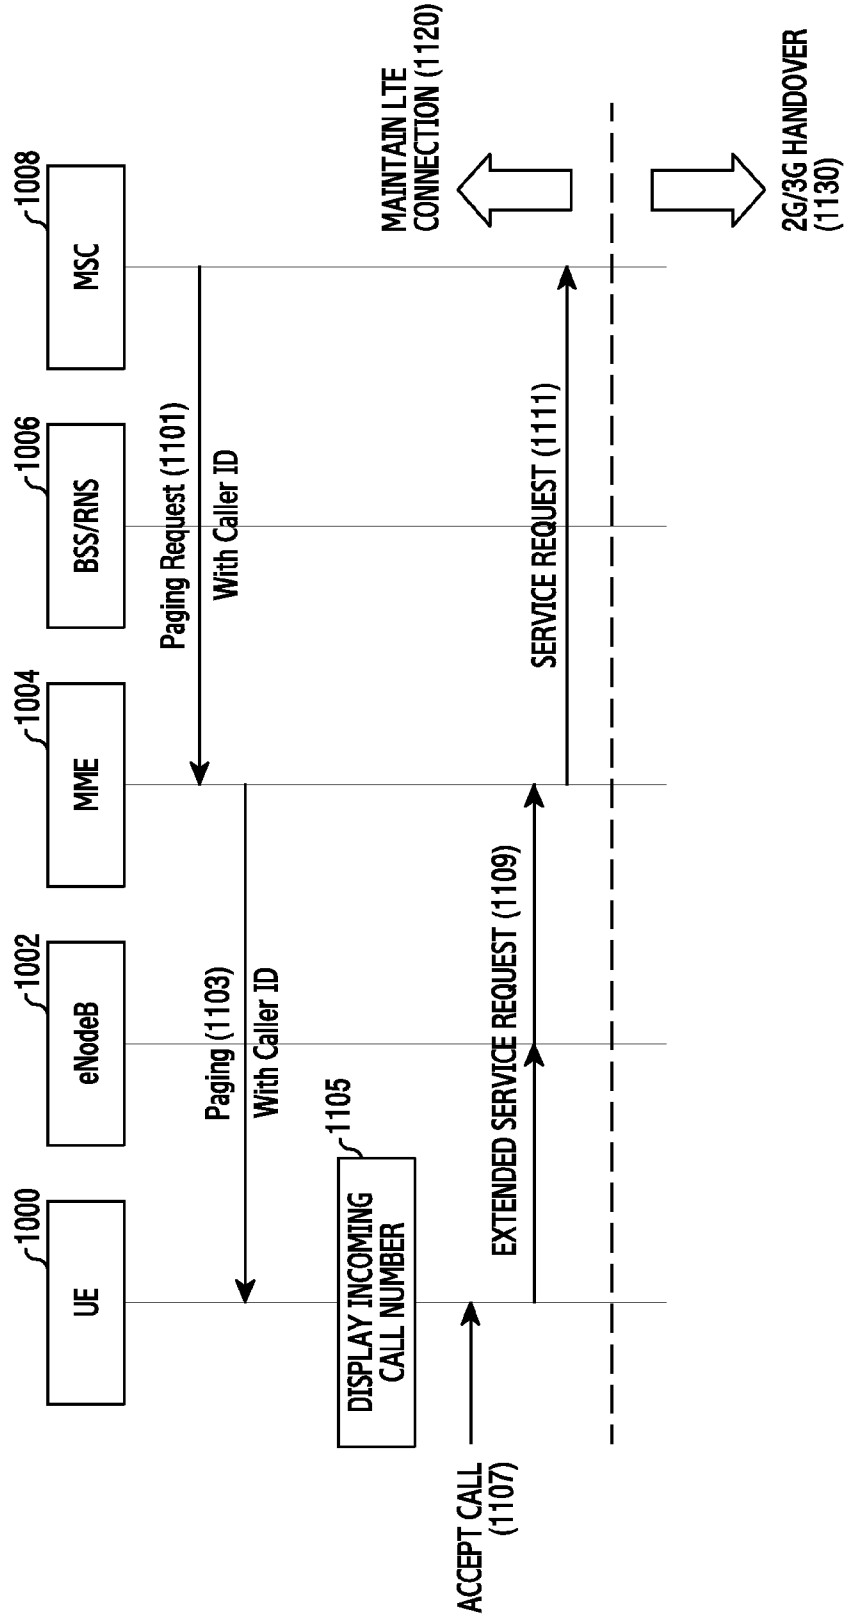 1000
1002
1004
1006
1008
UE
eNodeB
MME
BSS/RNS
MSC
Paging Request (1101)
With Caller ID
Paging (1103)
With Caller ID
1105
DISPLAY INCOMING
CALL NUMBER
MAINTAIN LTE
CONNECTION (1120)
ACCEPT CALL
(1107)
EXTENDED SERVICE REQUEST (1109)
SERVICE REQUEST (1111)
2G/3G HANDOVER
(1130)